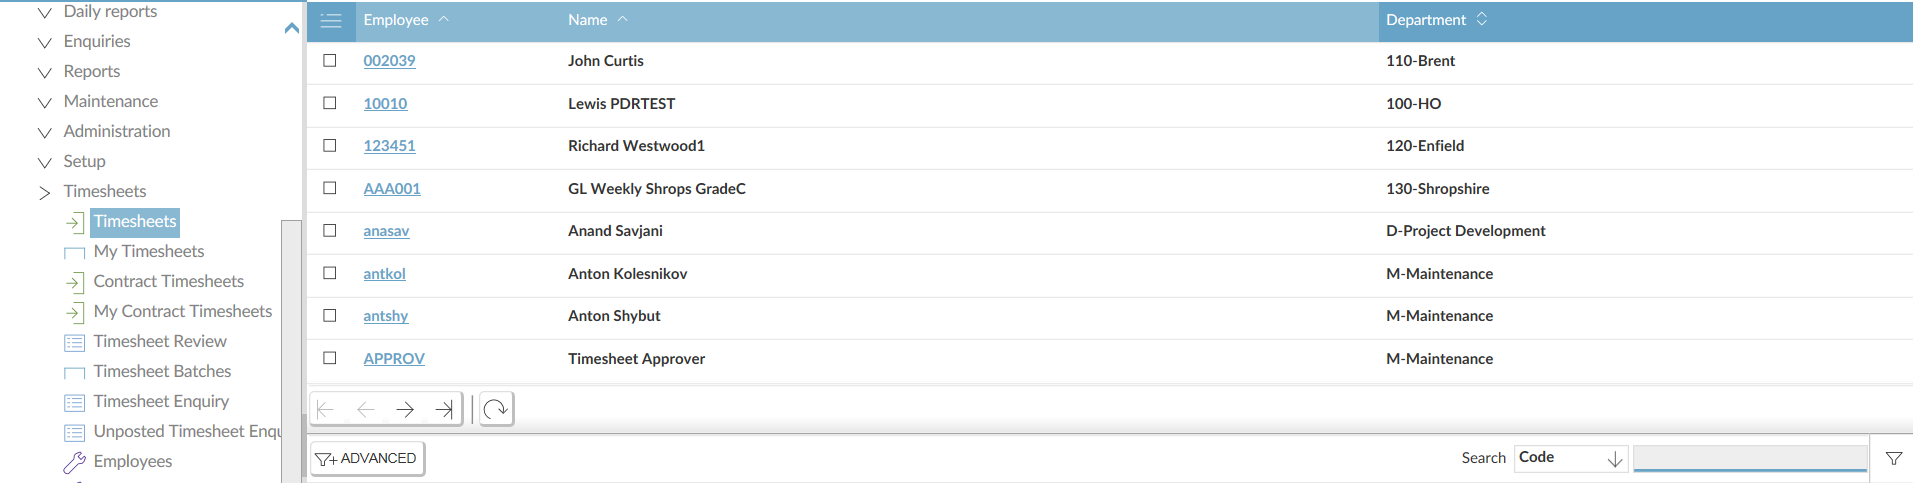 Daily reports
Enquiries
Reports
Maintenance
Administration
Setup
Timesheets
Timesheets
My Timesheets
Contract Timesheets
My Contract Timesheets
Timesheet Review
Timesheet Batches
Timesheet Enquiry
Unposted Timesheet Enqu
Employees
Employee Name Department
002039 John Curtis 110-Brent
10010 Lewis PDRTEST 100-HO
123451 Richard Westwood1 120-Enfield
AAA001 GL Weekly Shrops GradeC 130-Shropshire
anasav Anand Savjani D-Project Development
antkol Anton Kolesnikov M-Maintenance
antshy Anton Shybut M-Maintenance
APPROV Timesheet Approver M-Maintenance
ADVANCED Search Code